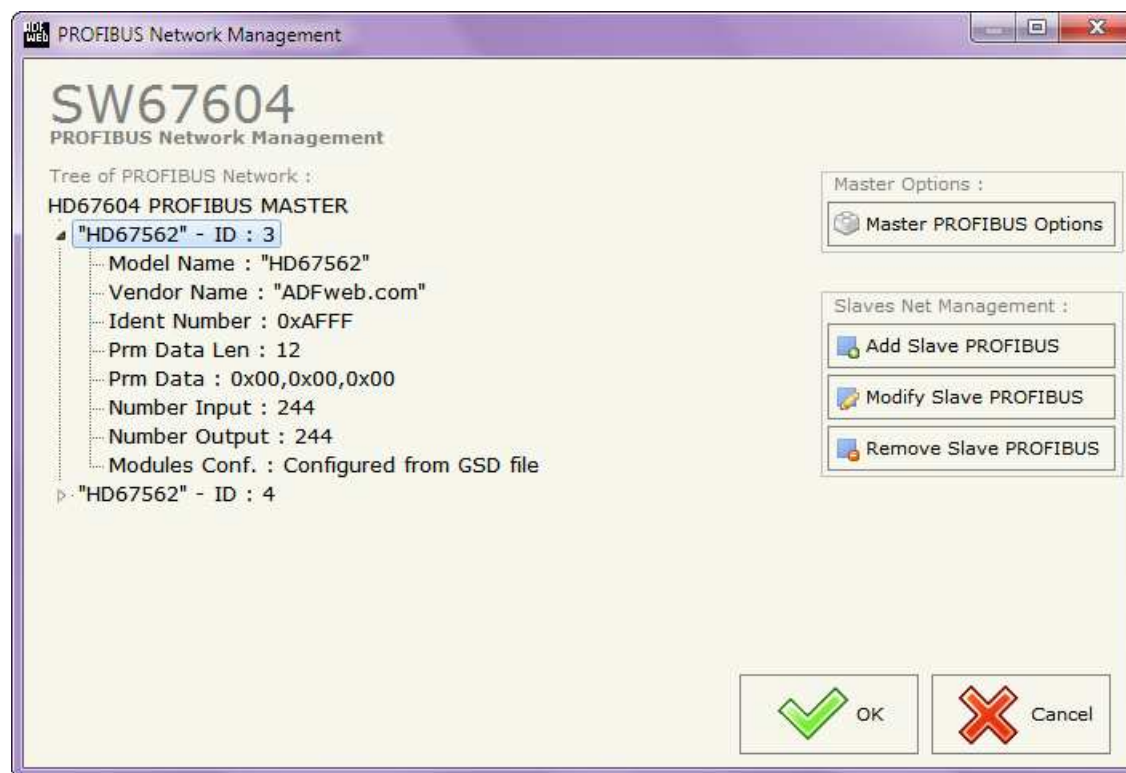 ADF WEB PROFIBUS Network Management
SW67604
PROFIBUS Network Management
Tree of PROFIBUS Network :
HD67604 PROFIBUS MASTER
"HD67562" - ID : 3
Model Name : "HD67562"
Vendor Name : "ADFweb.com"
Ident Number : 0xAFFF
Prm Data Len : 12
Prm Data : 0x00,0x00,0x00
Number Input : 244
Number Output : 244
Modules Conf. : Configured from GSD file
"HD67562" - ID : 4
Master Options :
Master PROFIBUS Options
Slaves Net Management :
Add Slave PROFIBUS
Modify Slave PROFIBUS
Remove Slave PROFIBUS
OK
Cancel